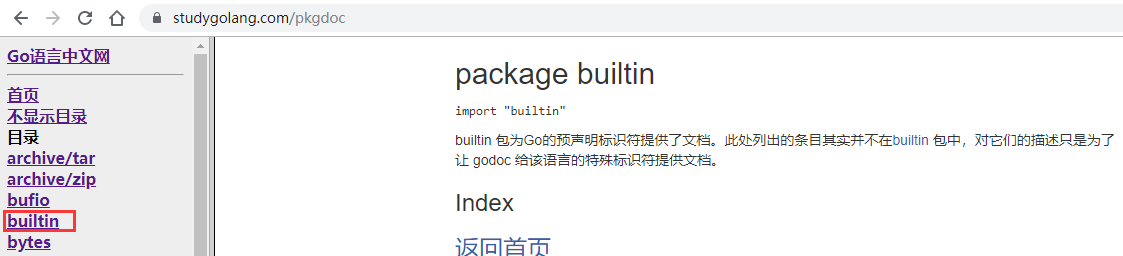 studygolang.com/pkgdoc
Go语言中文网
首页
不显示目录
目录
archive/tar
archive/zip
bufio
builtin
bytes
package builtin
import "builtin"
builtin 包为Go的预声明标识符提供了文档。此处列出的条目其实并不在builtin 包中，对它们的描述只是为了
让 godoc 给该语言的特殊标识符提供文档。
Index
返回首页